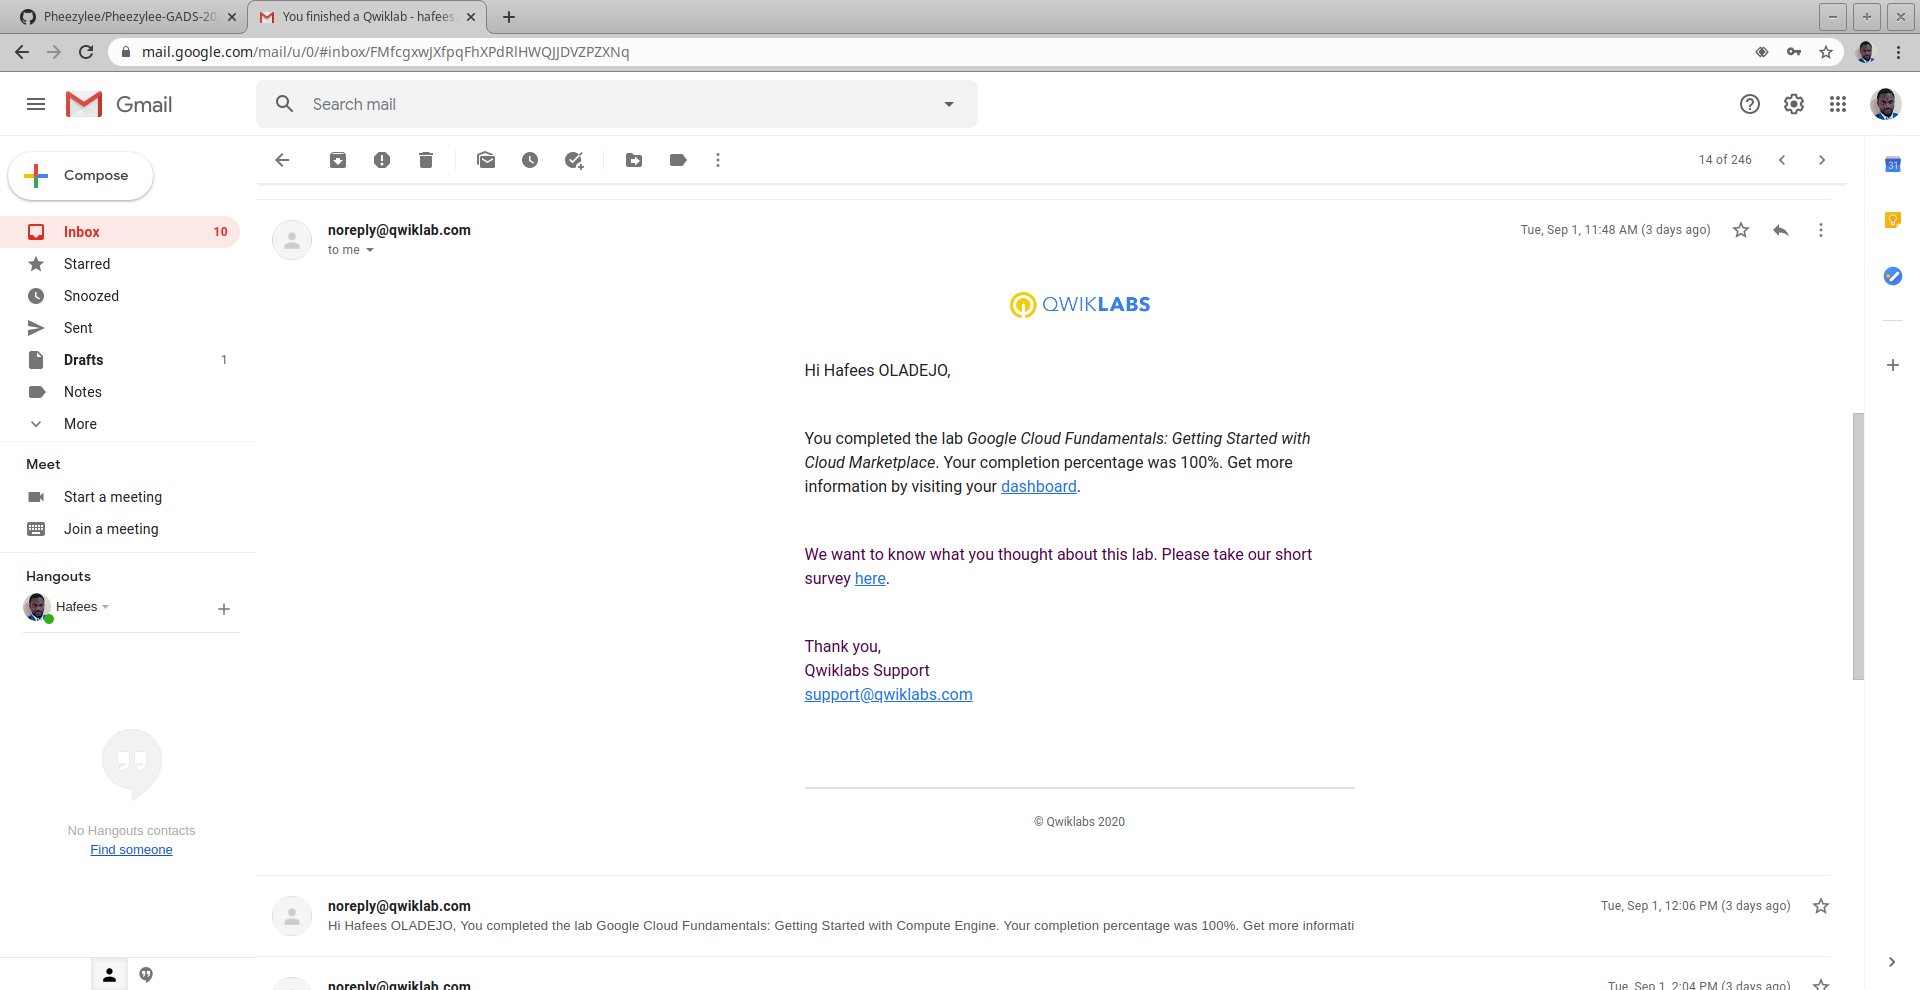 Pheezylee/Pheezylee-GADS-20
You finished a Qwiklab - hafees.
mail.google.com/mail/u/0/#inbox/FMfcgxwJXfpqFhXPdRlHWQJJDVZPZXNq
Gmail
Search mail
Compose
14 of 246
31
Inbox 10
Starred
Snoozed
Sent
Drafts 1
Notes
More
Meet
Start a meeting
Join a meeting
Hangouts
Hafees
No Hangouts contacts
Find someone
noreply@qwiklab.com
Tue, Sep 1, 11:48 AM (3 days ago)
to me
QWIKLABS
Hi Hafees OLADEJO,
You completed the lab Google Cloud Fundamentals: Getting Started with
Cloud Marketplace. Your completion percentage was 100%. Get more
information by visiting your dashboard.
We want to know what you thought about this lab. Please take our short
survey here.
Thank you,
Qwiklabs Support
support@qwiklabs.com
© Qwiklabs 2020
noreply@qwiklab.com
Tue, Sep 1, 12:06 PM (3 days ago)
Hi Hafees OLADEJO, You completed the lab Google Cloud Fundamentals: Getting Started with Compute Engine. Your completion percentage was 100%. Get more informati
noreply@qwiklab.com
Tue, Sep 1, 2:04 PM (3 days ago)